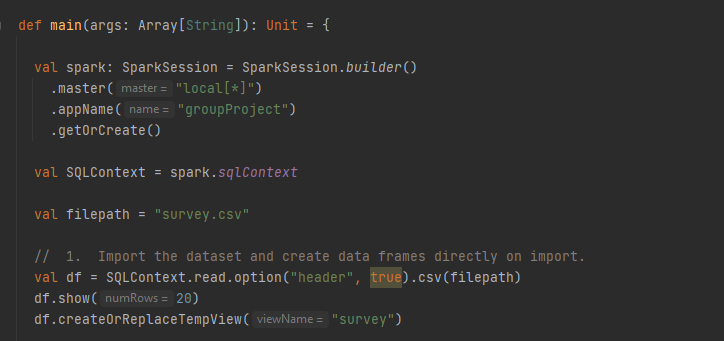 def main(args: Array[String]): Unit = {
val spark: SparkSession = SparkSession.builder()
.master( master = "local[*]")
.appName( name = "groupProject")
.getOrCreate()
val SQLContext = spark.sqlContext
val filepath = "survey.csv"
// 1. Import the dataset and create data frames directly on import.
val df = SQLContext.read.option("header", true).csv(filepath)
df.show( numRows = 20)
df.createOrReplaceTempView( viewName = "survey")